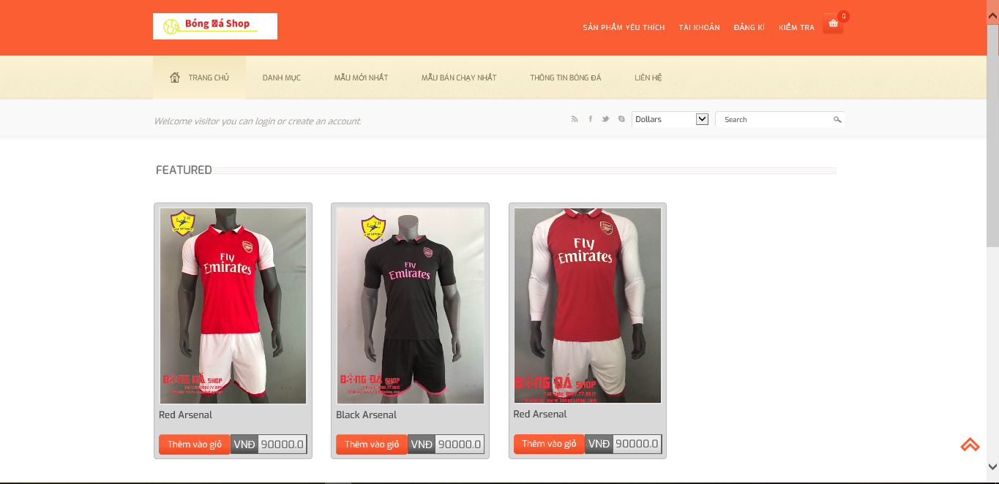 Bóng Đá Shop
SẢN PHẨM YÊU THÍCH TÀI KHOẢN ĐĂNG KÍ KIỂM TRA 0
TRANG CHỦ DANH MỤC MẪU MỚI NHẤT MẪU BÁN CHẠY NHẤT THÔNG TIN BÓNG ĐÁ LIÊN HỆ
Welcome visitor you can login or create an account.
Dollars Search
FEATURED
Fly
Emirates
BÓNG ĐÁ SHOP
Red Arsenal
Thêm vào giỏ VNĐ 90000.0
Fly
Emirates
BÓNG ĐÁ SHOP
Black Arsenal
Thêm vào giỏ VNĐ 90000.0
Fly
Emirates
BÓNG ĐÁ SHOP
Website: www.bongdashop.com
Red Arsenal
Thêm vào giỏ VNĐ 90000.0